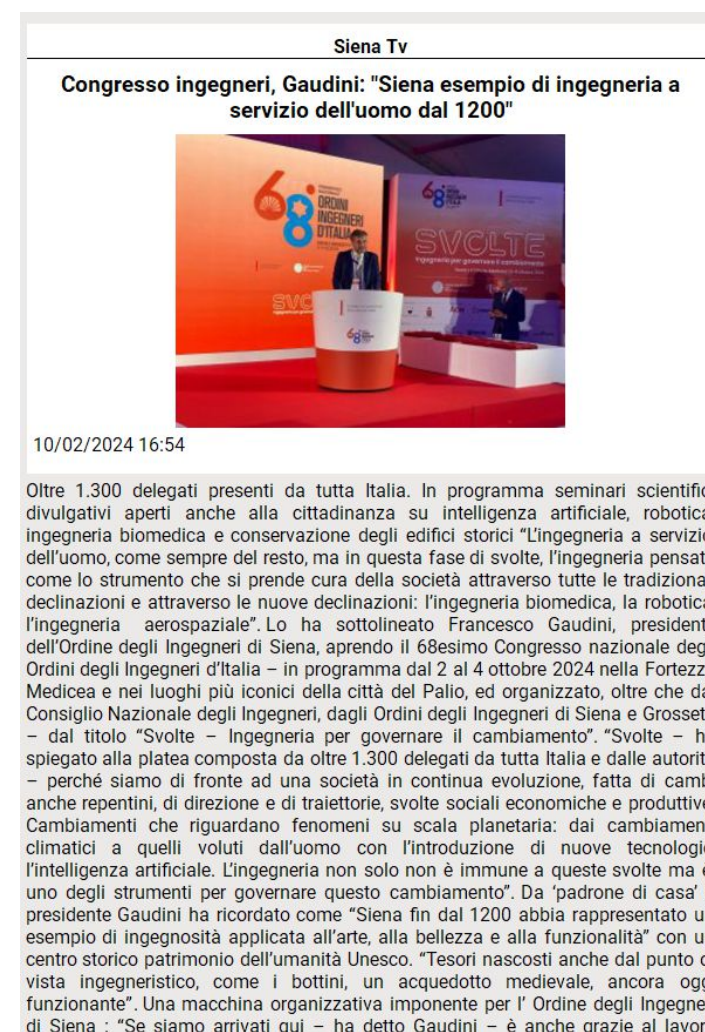 Siena Tv
Congresso ingegneri, Gaudini: "Siena esempio di ingegneria a
servizio dell'uomo dal 1200"
68
ORDINI
INGEGNERI
D'ITALIA
SVOLTE
Ingegneria per governare il cambiamento
SVO
68
10/02/2024 16:54
Oltre 1.300 delegati presenti da tutta Italia. In programma seminari scientific
divulgativi aperti anche alla cittadinanza su intelligenza artificiale, robotica
ingegneria biomedica e conservazione degli edifici storici “L’ingegneria a servizio
dell’uomo, come sempre del resto, ma in questa fase di svolte, l’ingegneria pensat
come lo strumento che si prende cura della società attraverso tutte le tradiziona
declinazioni e attraverso le nuove declinazioni: l’ingegneria biomedica, la robotica
l’ingegneria aerospaziale”. Lo ha sottolineato Francesco Gaudini, president
dell’Ordine degli Ingegneri di Siena, aprendo il 68esimo Congresso nazionale deg
Ordini degli Ingegneri d’Italia – in programma dal 2 al 4 ottobre 2024 nella Fortezz
Medicea e nei luoghi più iconici della città del Palio, ed organizzato, oltre che da
Consiglio Nazionale degli Ingegneri, dagli Ordini degli Ingegneri di Siena e Grosset
– dal titolo “Svolte – Ingegneria per governare il cambiamento”. “Svolte – h
spiegato alla platea composta da oltre 1.300 delegati da tutta Italia e dalle autorit
– perché siamo di fronte ad una società in continua evoluzione, fatta di camb
anche repentini, di direzione e di traiettorie, svolte sociali economiche e produttive
Cambiamenti che riguardano fenomeni su scala planetaria: dai cambiamen
climatici a quelli voluti dall’uomo con l’introduzione di nuove tecnologie
l’intelligenza artificiale. L’ingegneria non solo non è immune a queste svolte ma è
uno degli strumenti per governare questo cambiamento”. Da ‘padrone di casa’
presidente Gaudini ha ricordato come “Siena fin dal 1200 abbia rappresentato u
esempio di ingegnosità applicata all’arte, alla bellezza e alla funzionalità” con u
centro storico patrimonio dell’umanità Unesco. “Tesori nascosti anche dal punto d
vista ingegneristico, come i bottini, un acquedotto medievale, ancora ogg
funzionante”. Una macchina organizzativa imponente per l’ Ordine degli Ingegne
di Siena : “Se siamo arrivati qui – ha detto Gaudini – è anche grazie al lavor